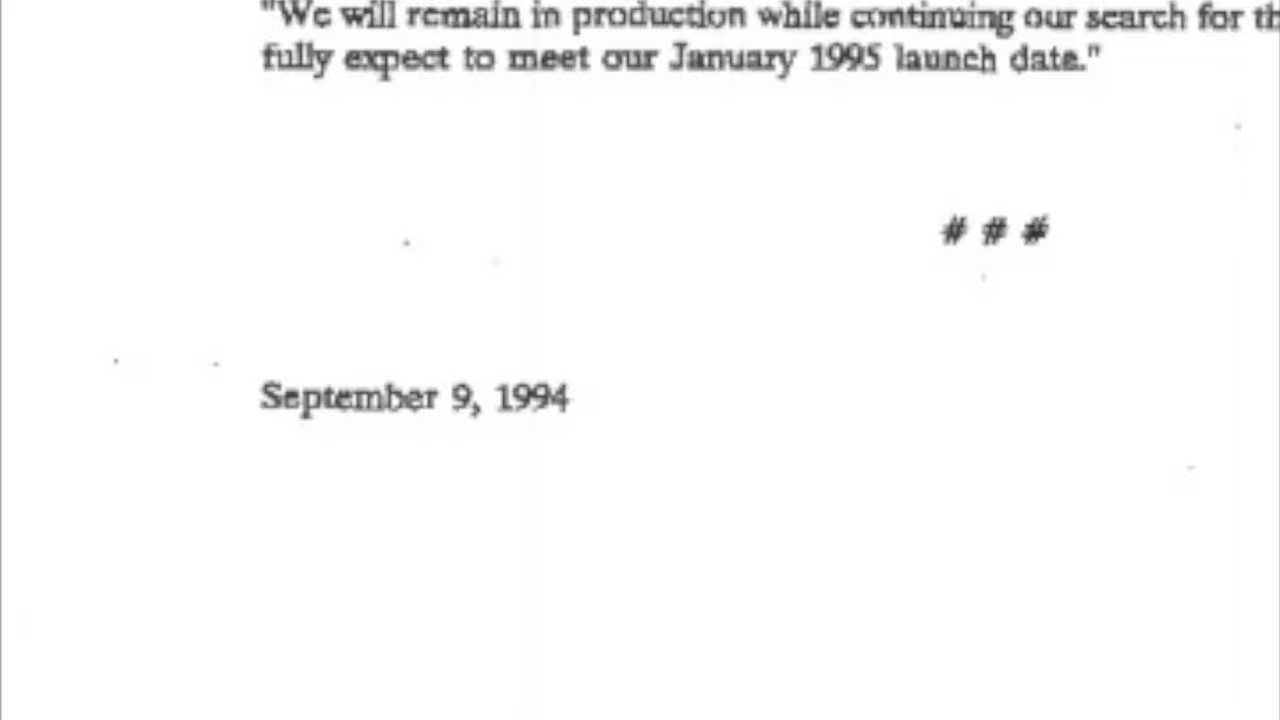 "We will remain in production while continuing our search for
fully expect to meet our January 1995 launch date."
# # #
September 9, 1994